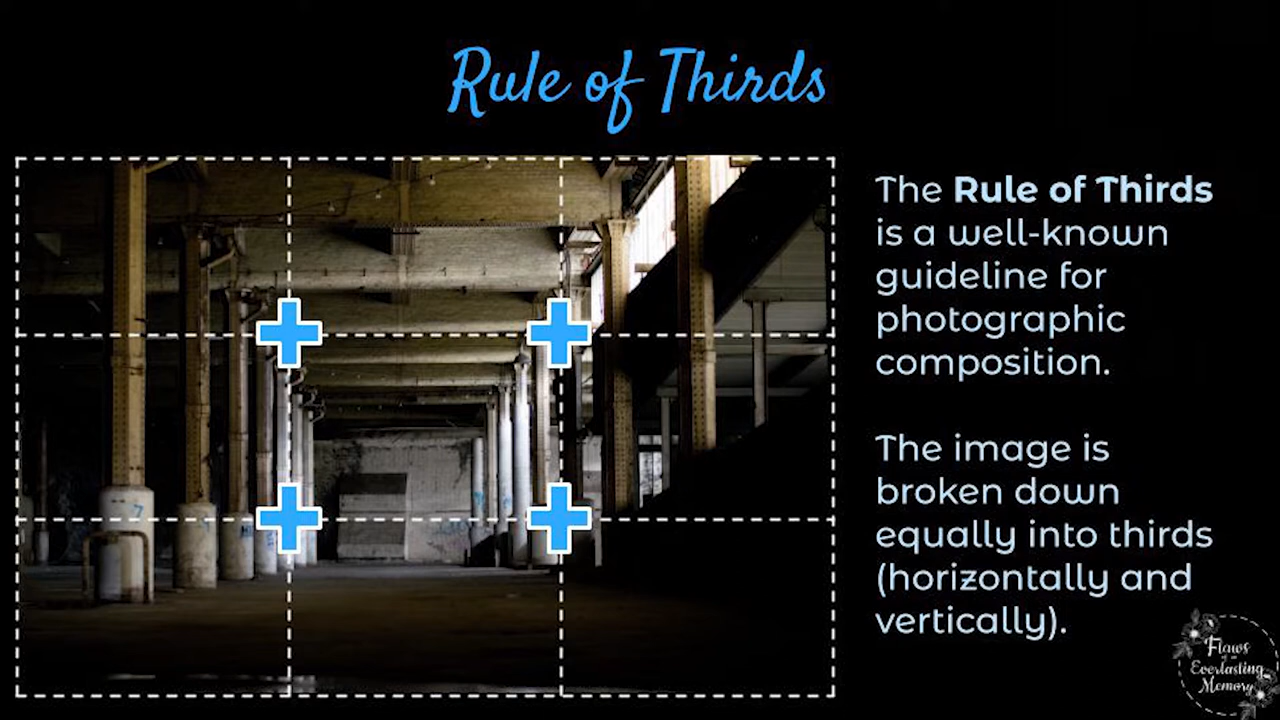 Rule of Thirds
The Rule of Thirds
is a well-known
guideline for
photographic
composition.
The image is
broken down
equally into thirds
(horizontally and
vertically).
7
Flaws
Everlasting
Memory